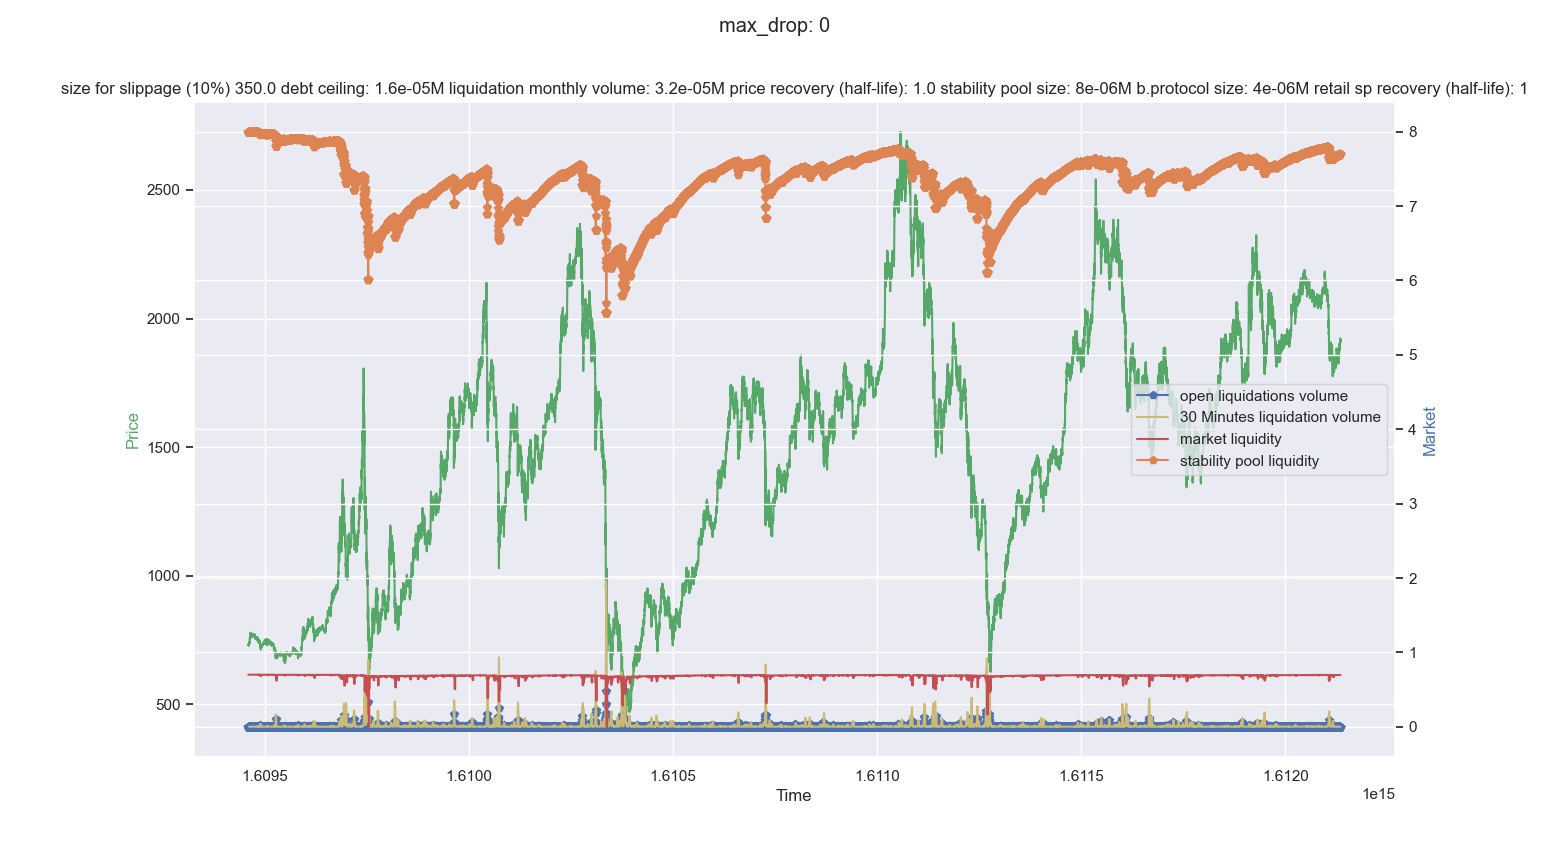 max_drop: 0
size for slippage (10%) 350.0 debt ceiling: 1.6e-05M liquidation monthly volume: 3.2e-05M price recovery (half-life): 1.0 stability pool size: 8e-06M b.protocol size: 4e-06M retail sp recovery (half-life): 1
2500
2000
1500
1000
500
Price
8
7
6
5
4
3
2
1
0
Market
open liquidations volume
30 Minutes liquidation volume
market liquidity
stability pool liquidity
1.6095 1.6100 1.6105 1.6110 1.6115 1.6120
Time
1e15